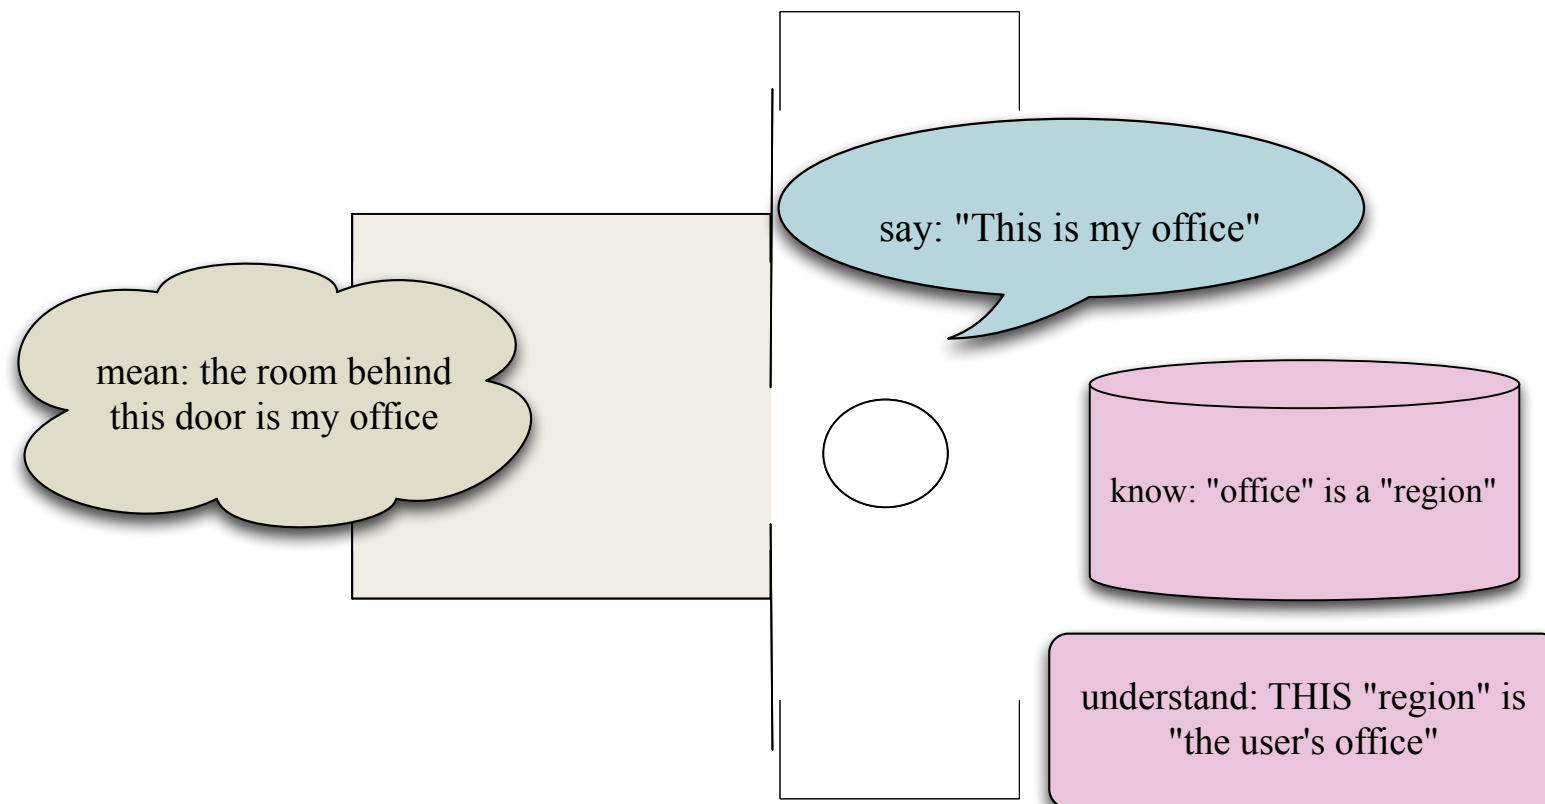 say: "This is my office"
mean: the room behind
this door is my office
know: "office" is a "region"
understand: THIS "region" is
"the user's office"